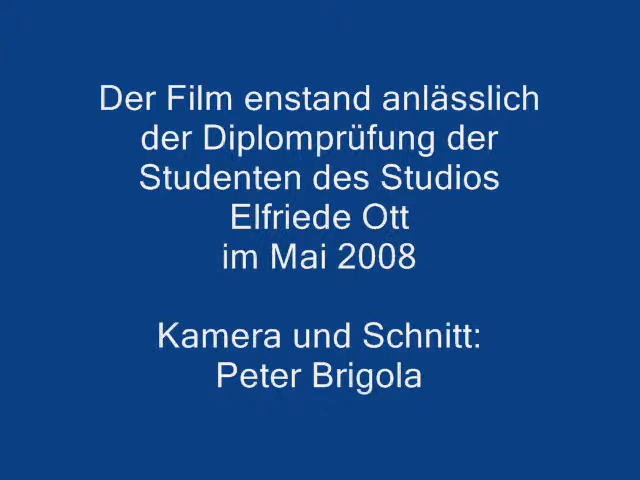 Der Film enstand anlässlich
der Diplomprüfung der
Studenten des Studios
Elfriede Ott
im Mai 2008
Kamera und Schnitt:
Peter Brigola